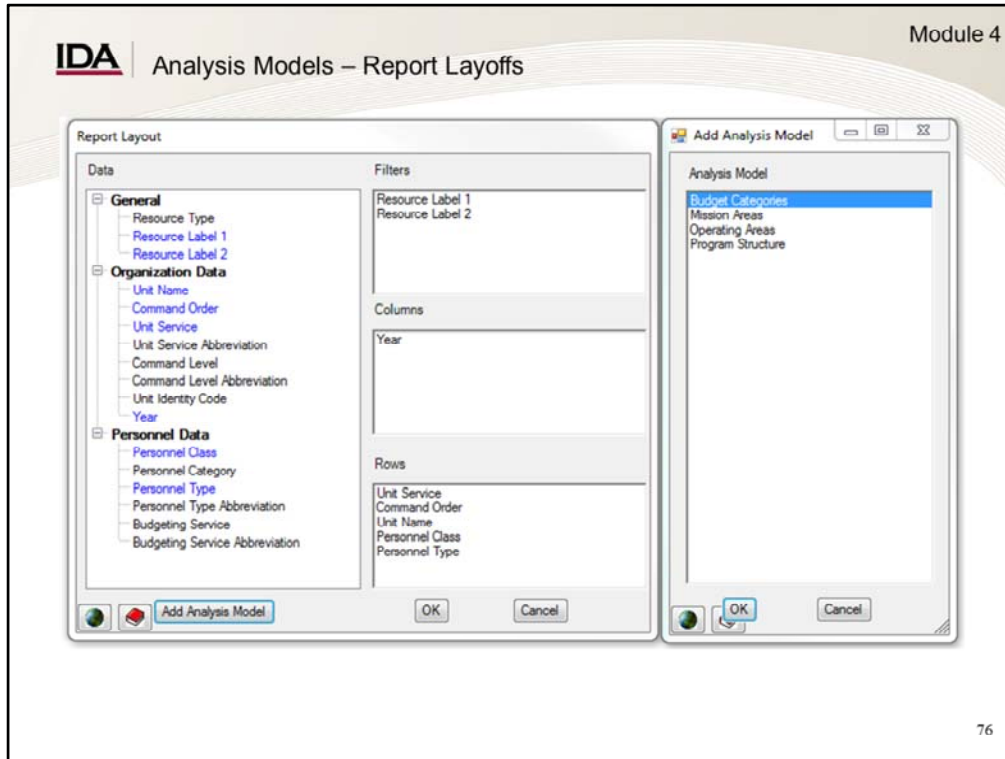 Module 4
IDA Analysis Models – Report Layoffs
Report Layout
Data
General
Resource Type
Resource Label 1
Resource Label 2
Organization Data
Unit Name
Command Order
Unit Service
Unit Service Abbreviation
Command Level
Command Level Abbreviation
Unit Identity Code
Year
Personnel Data
Personnel Class
Personnel Category
Personnel Type
Personnel Type Abbreviation
Budgeting Service
Budgeting Service Abbreviation
Add Analysis Model
Filters
Resource Label 1
Resource Label 2
Columns
Year
Rows
Unit Service
Command Order
Unit Name
Personnel Class
Personnel Type
OK
Cancel
Add Analysis Model
Analysis Model
Budget Categories
Mission Areas
Operating Areas
Program Structure
OK
Cancel
76